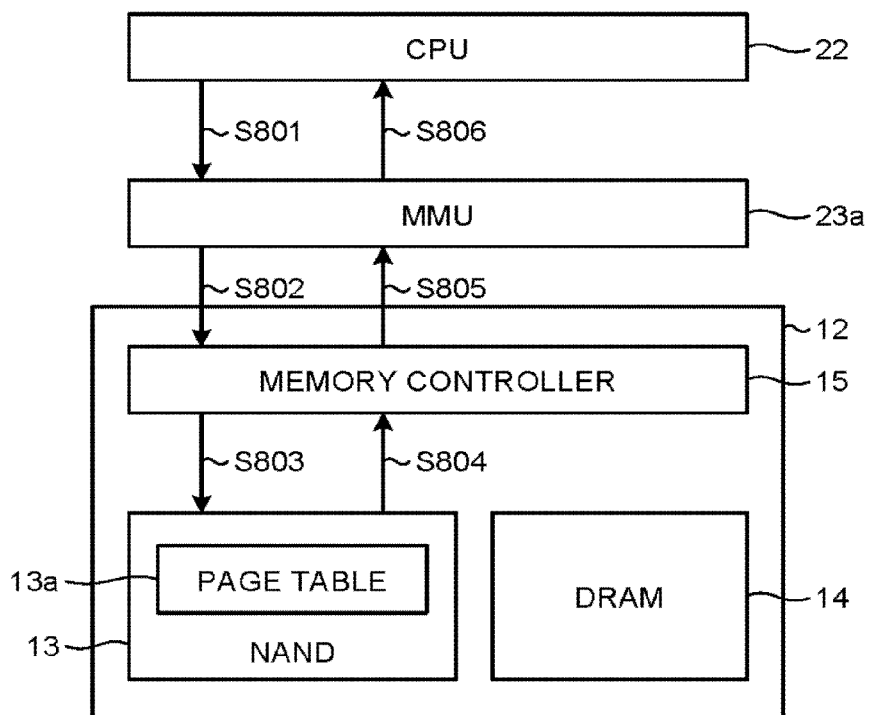 CPU
22
S801
S806
MMU
23a
S802
S805
12
MEMORY CONTROLLER
15
S803
S804
13a
PAGE TABLE
DRAM
14
13
NAND